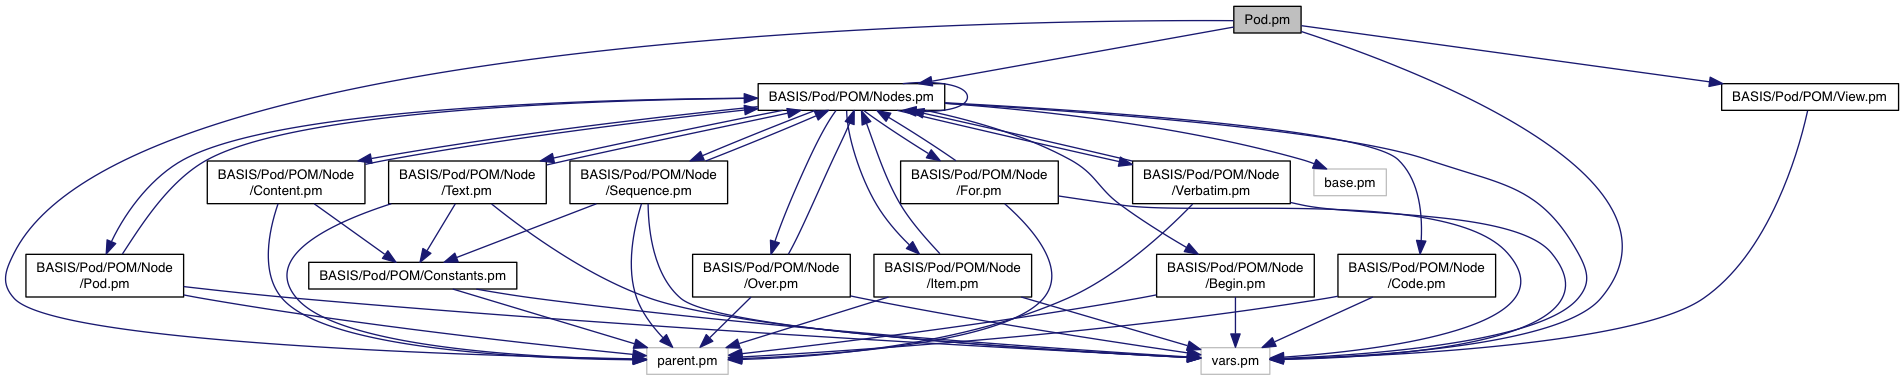 Pod.pm
BASIS/Pod/POM/Nodes.pm
BASIS/Pod/POM/View.pm
BASIS/Pod/POM/Node
/Content.pm
BASIS/Pod/POM/Node
/Text.pm
BASIS/Pod/POM/Node
/Sequence.pm
BASIS/Pod/POM/Node
/For.pm
BASIS/Pod/POM/Node
/Verbatim.pm
base.pm
BASIS/Pod/POM/Node
/Pod.pm
BASIS/Pod/POM/Constants.pm
BASIS/Pod/POM/Node
/Over.pm
BASIS/Pod/POM/Node
/Item.pm
BASIS/Pod/POM/Node
/Begin.pm
BASIS/Pod/POM/Node
/Code.pm
parent.pm
vars.pm